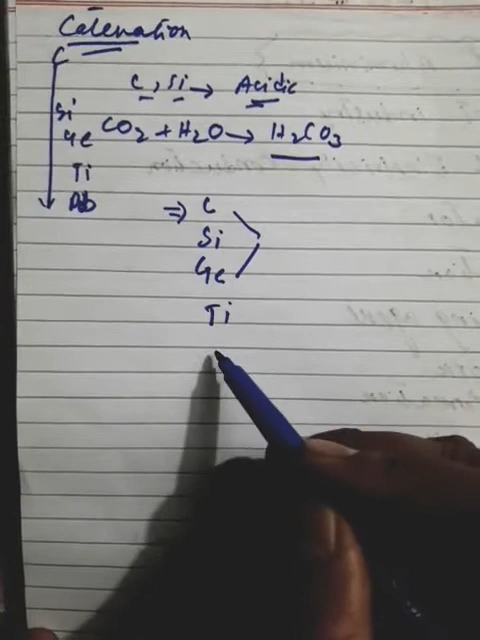 Catenation
C
C, Si → Acidic
Si
Ge CO2 + H2O → H2CO3
Ti
Pb
⇒ C
Si
Ge
Ti